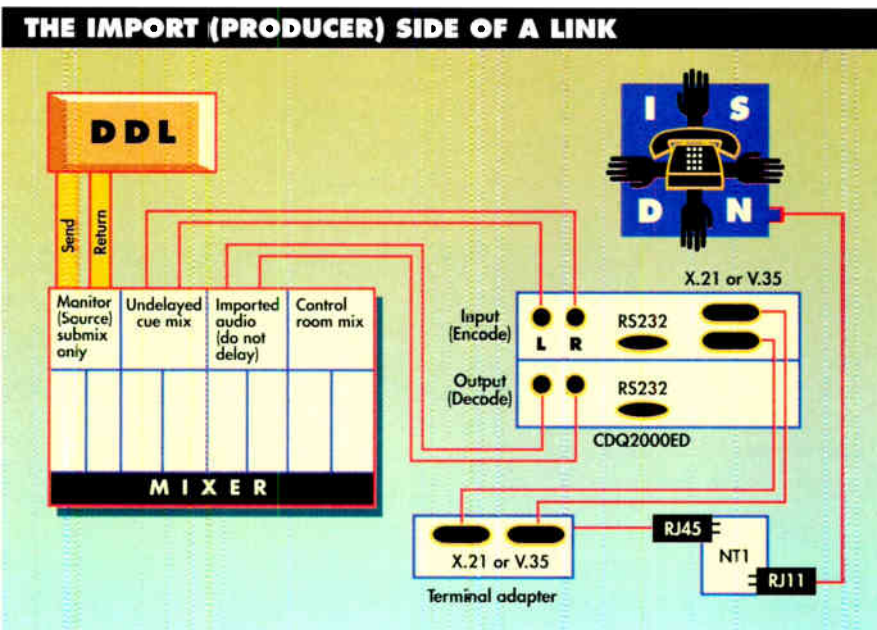 THE IMPORT (PRODUCER) SIDE OF A LINK
DDL
I S
D N
Send
Return
Monitor
(Source)
submix
only
Undelayed
cue mix
Imported
audio
(do not
delay)
Control
room mix
MIXER
X.21 or V.35
Input
(Encode)
L R
RS232
Output
(Decode)
RS232
CDQ2000ED
X.21 or V.35
Terminal adapter
RJ45
NT1
RJ11